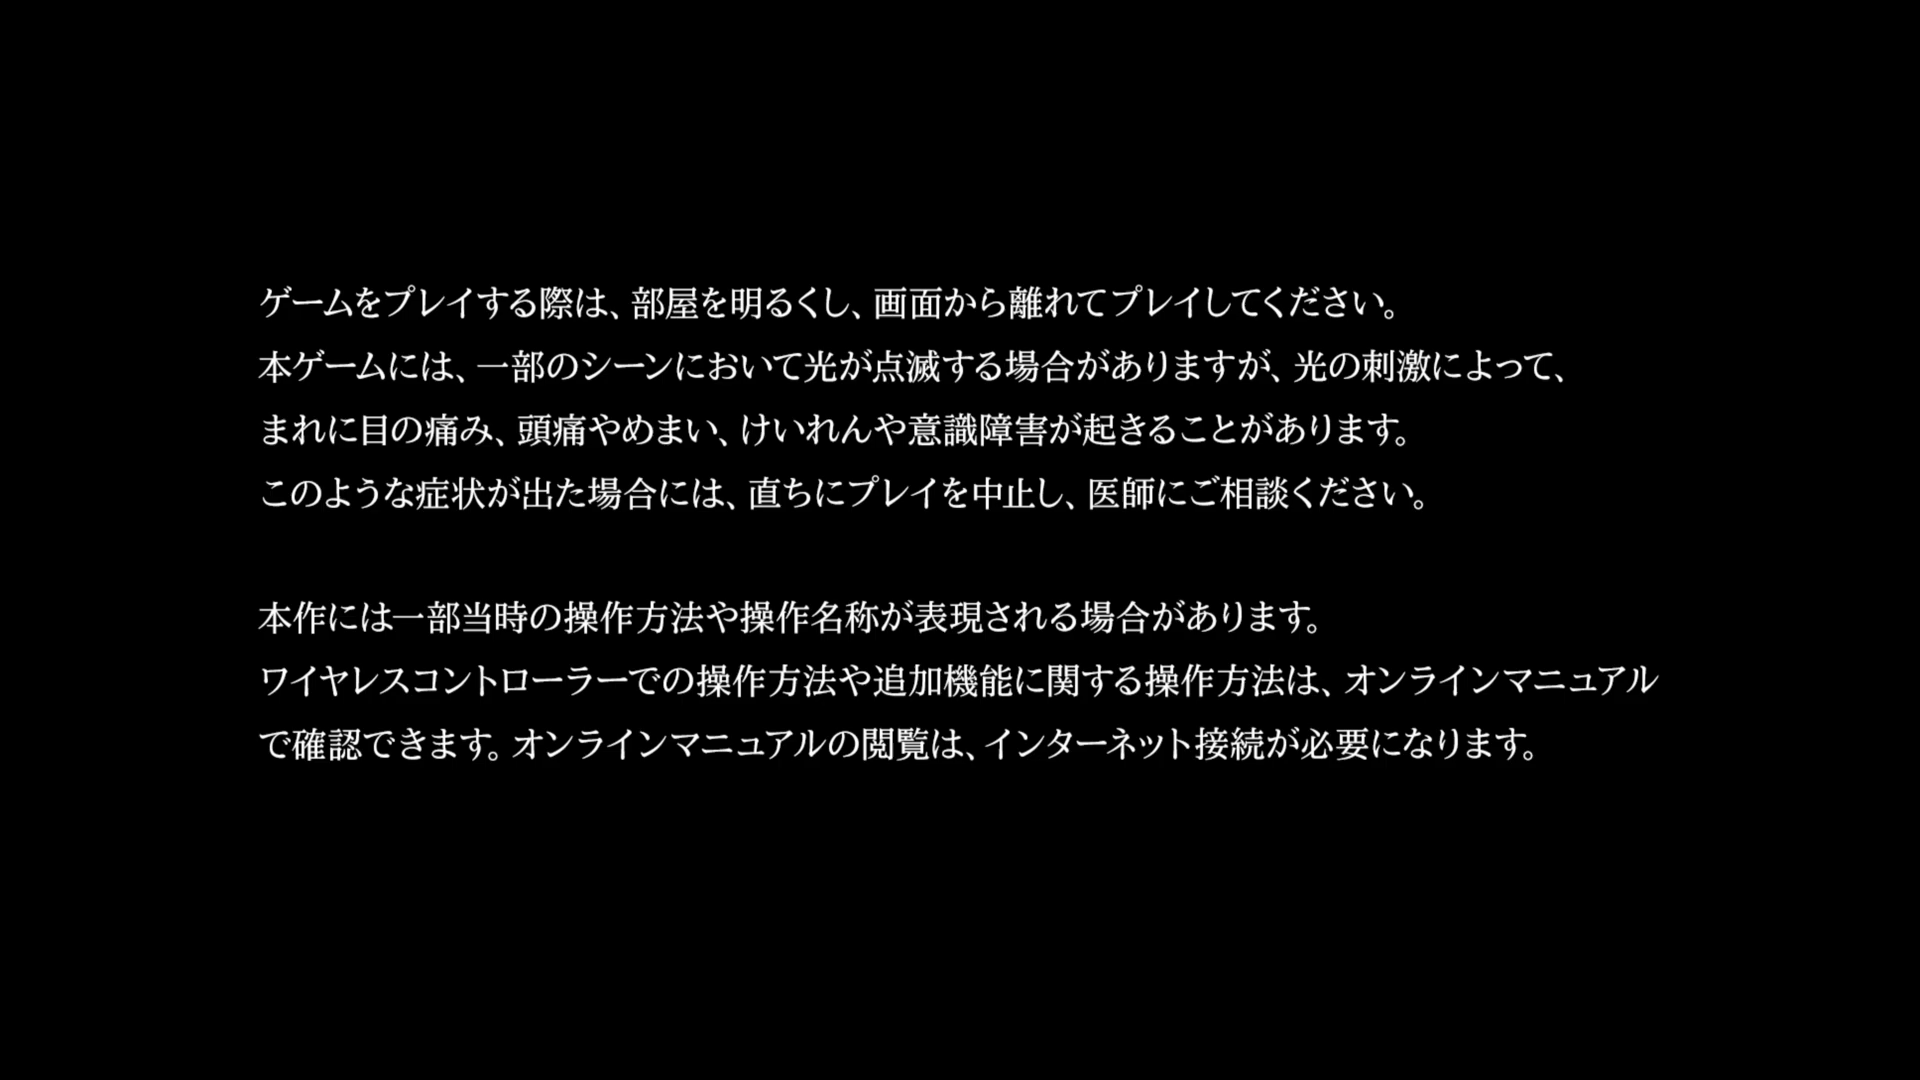 ゲームをプレイする際は、部屋を明るくし、画面から離れてプレイしてください。
本ゲームには、一部のシーンにおいて光が点滅する場合がありますが、光の刺激によって、
まれに目の痛み、頭痛やめまい、けいれんや意識障害が起きることがあります。
このような症状が出た場合には、直ちにプレイを中止し、医師にご相談ください。
本作には一部当時の操作方法や操作名称が表現される場合があります。
ワイヤレスコントローラーでの操作方法や追加機能に関する操作方法は、オンラインマニュアル
で確認できます。オンラインマニュアルの閲覧は、インターネット接続が必要になります。